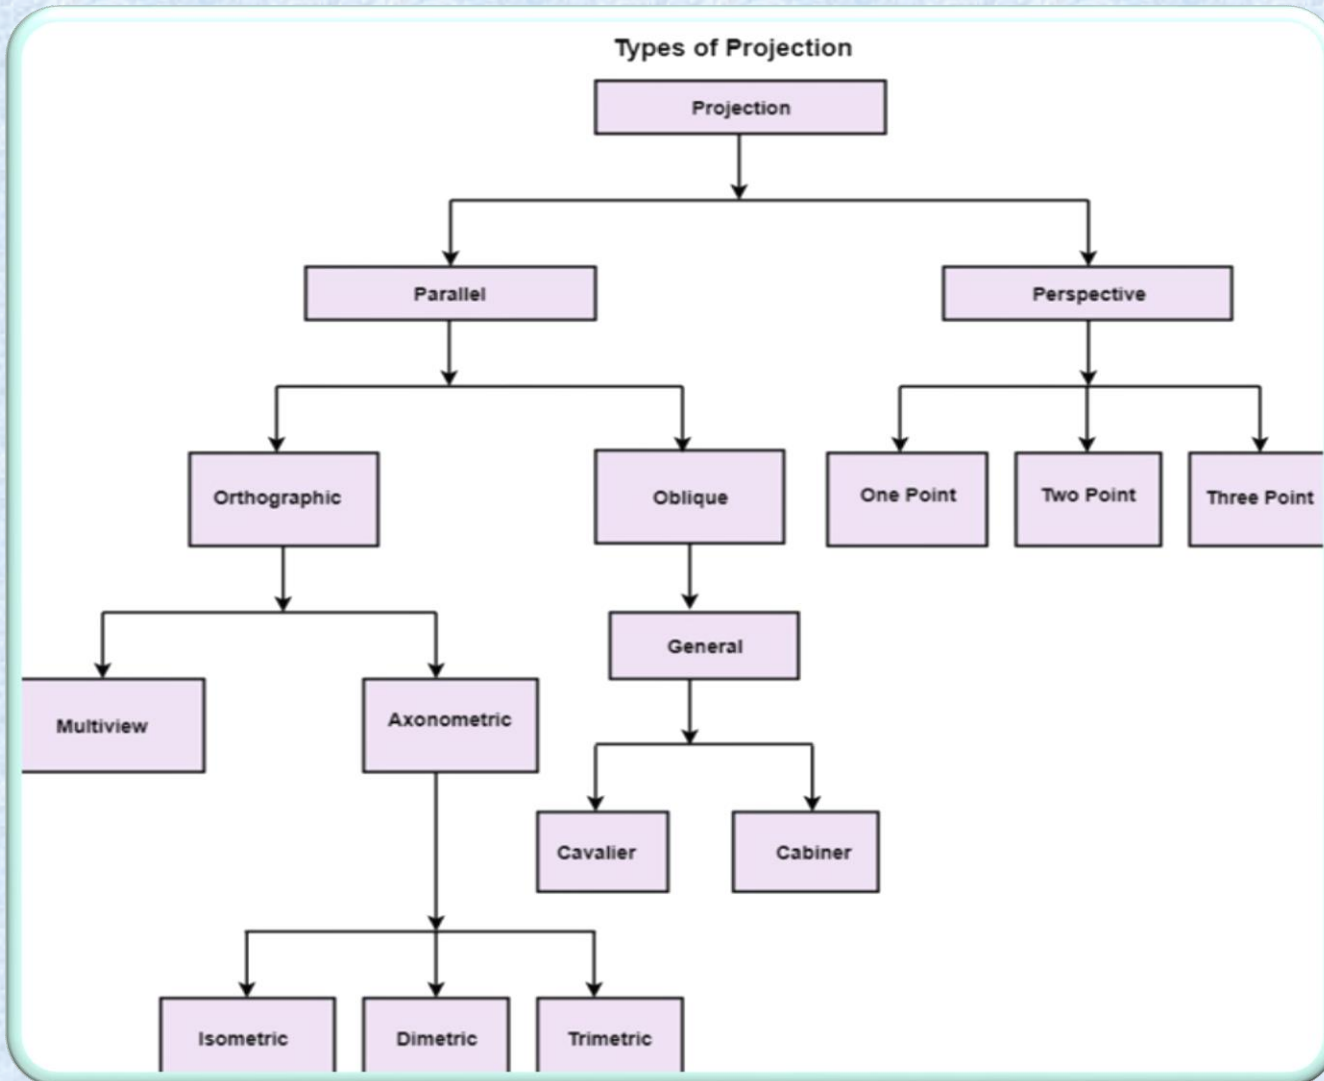 Types of Projection
Projection
Parallel
Perspective
Orthographic
Oblique
One Point
Two Point
Three Point
General
Multiview
Axonometric
Cavalier
Cabiner
Isometric
Dimetric
Trimetric